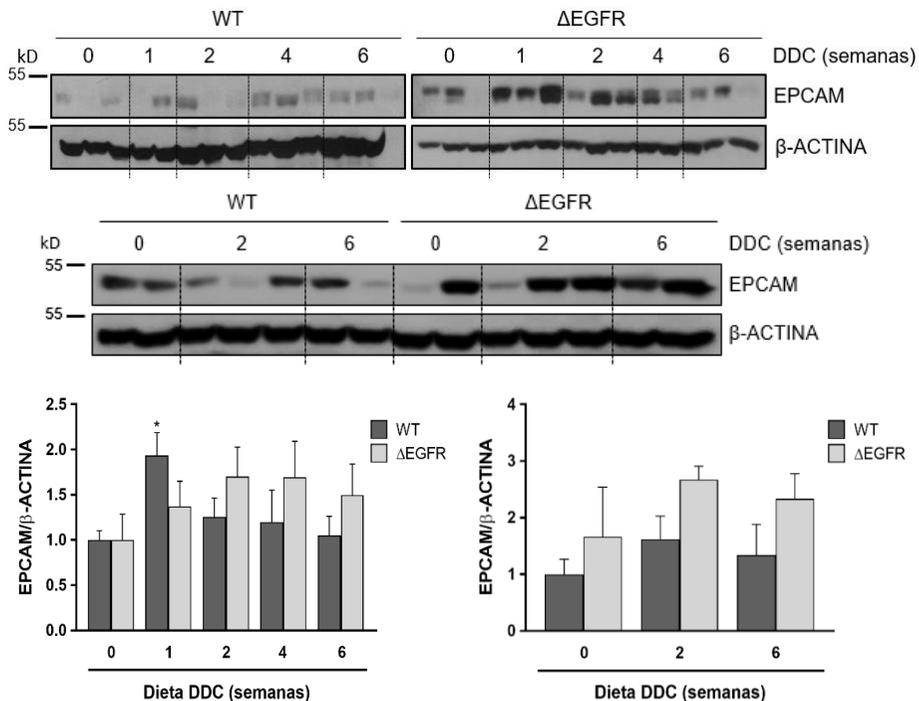 WT ΔEGFR
kD 0 1 2 4 6 0 1 2 4 6 DDC (semanas)
55 EPCAM
55 β-ACTINA
WT ΔEGFR
kD 0 2 6 0 2 6 DDC (semanas)
55 EPCAM
55 β-ACTINA
EPCAM/β-ACTINA
2.5
2.0
1.5
1.0
0.5
0.0
*
WT
ΔEGFR
0 1 2 4 6
Dieta DDC (semanas)
EPCAM/β-ACTINA
4
3
2
1
0
WT
ΔEGFR
0 2 6
Dieta DDC (semanas)